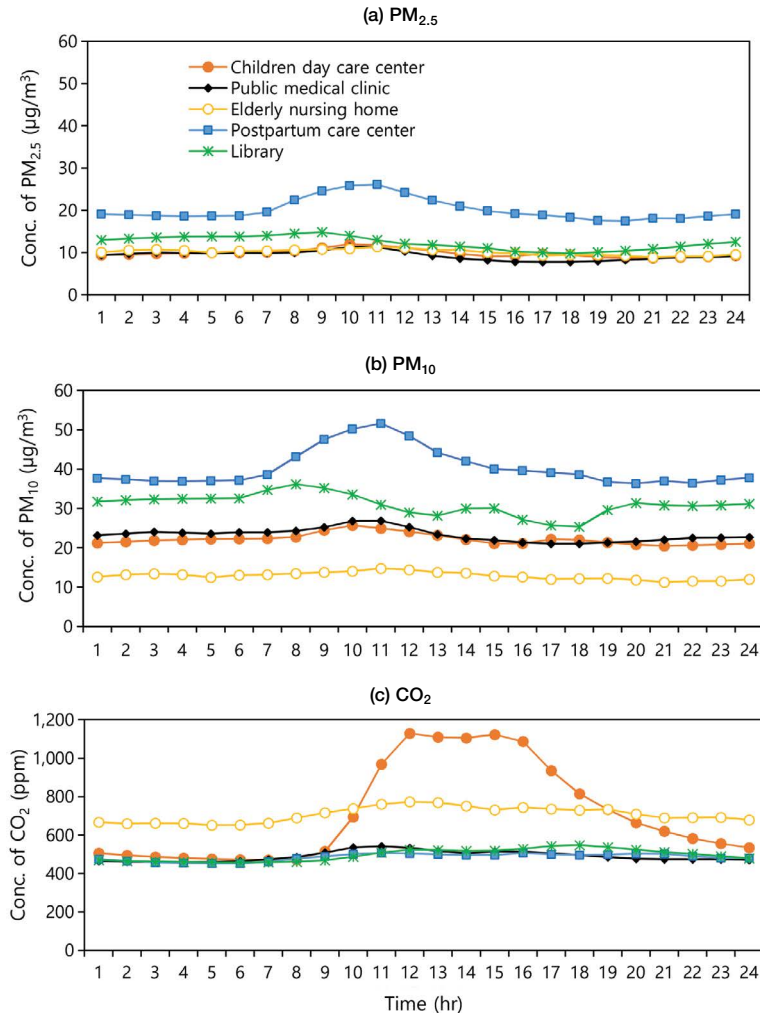 (a) PM2.5
Conc. of PM2.5 (μg/m³)
60
50
40
30
20
10
0
Children day care center
Public medical clinic
Elderly nursing home
Postpartum care center
Library
1 2 3 4 5 6 7 8 9 10 11 12 13 14 15 16 17 18 19 20 21 22 23 24
(b) PM10
Conc. of PM10 (μg/m³)
60
50
40
30
20
10
0
1 2 3 4 5 6 7 8 9 10 11 12 13 14 15 16 17 18 19 20 21 22 23 24
(c) CO2
Conc. of CO2 (ppm)
1,200
1,000
800
600
400
200
0
1 2 3 4 5 6 7 8 9 10 11 12 13 14 15 16 17 18 19 20 21 22 23 24
Time (hr)